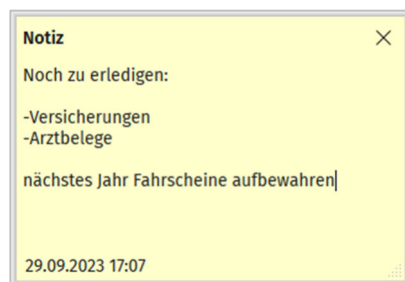 Notiz
Noch zu erledigen:
-Versicherungen
-Arztbelege
nächstes Jahr Fahrscheine aufbewahren
29.09.2023 17:07